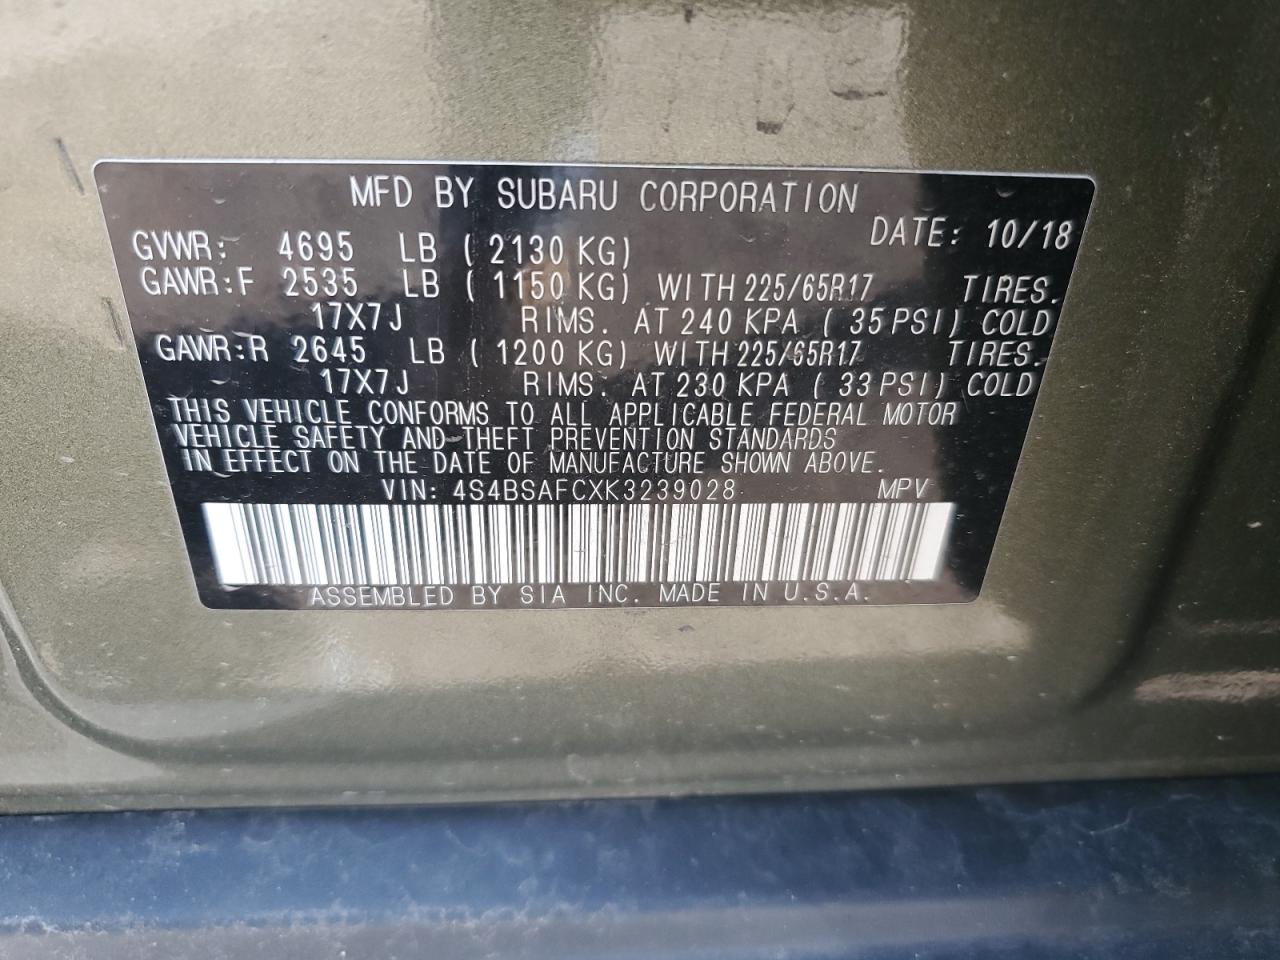 MFD BY SUBARU CORPORATION
DATE: 10/18
GVWR: 4695 LB ( 2130 KG)
GAWR:F 2535 LB ( 1150 KG) WITH 225/65R17 TIRES.
17X7J RIMS. AT 240 KPA ( 35 PSI) COLD
GAWR:R 2645 LB ( 1200 KG) WITH 225/65R17 TIRES.
17X7J RIMS. AT 230 KPA ( 33 PSI) COLD
THIS VEHICLE CONFORMS TO ALL APPLICABLE FEDERAL MOTOR
VEHICLE SAFETY AND THEFT PREVENTION STANDARDS
IN EFFECT ON THE DATE OF MANUFACTURE SHOWN ABOVE.
VIN: 4S4BSAFCXK3239028 MPV
ASSEMBLED BY SIA INC. MADE IN U.S.A.